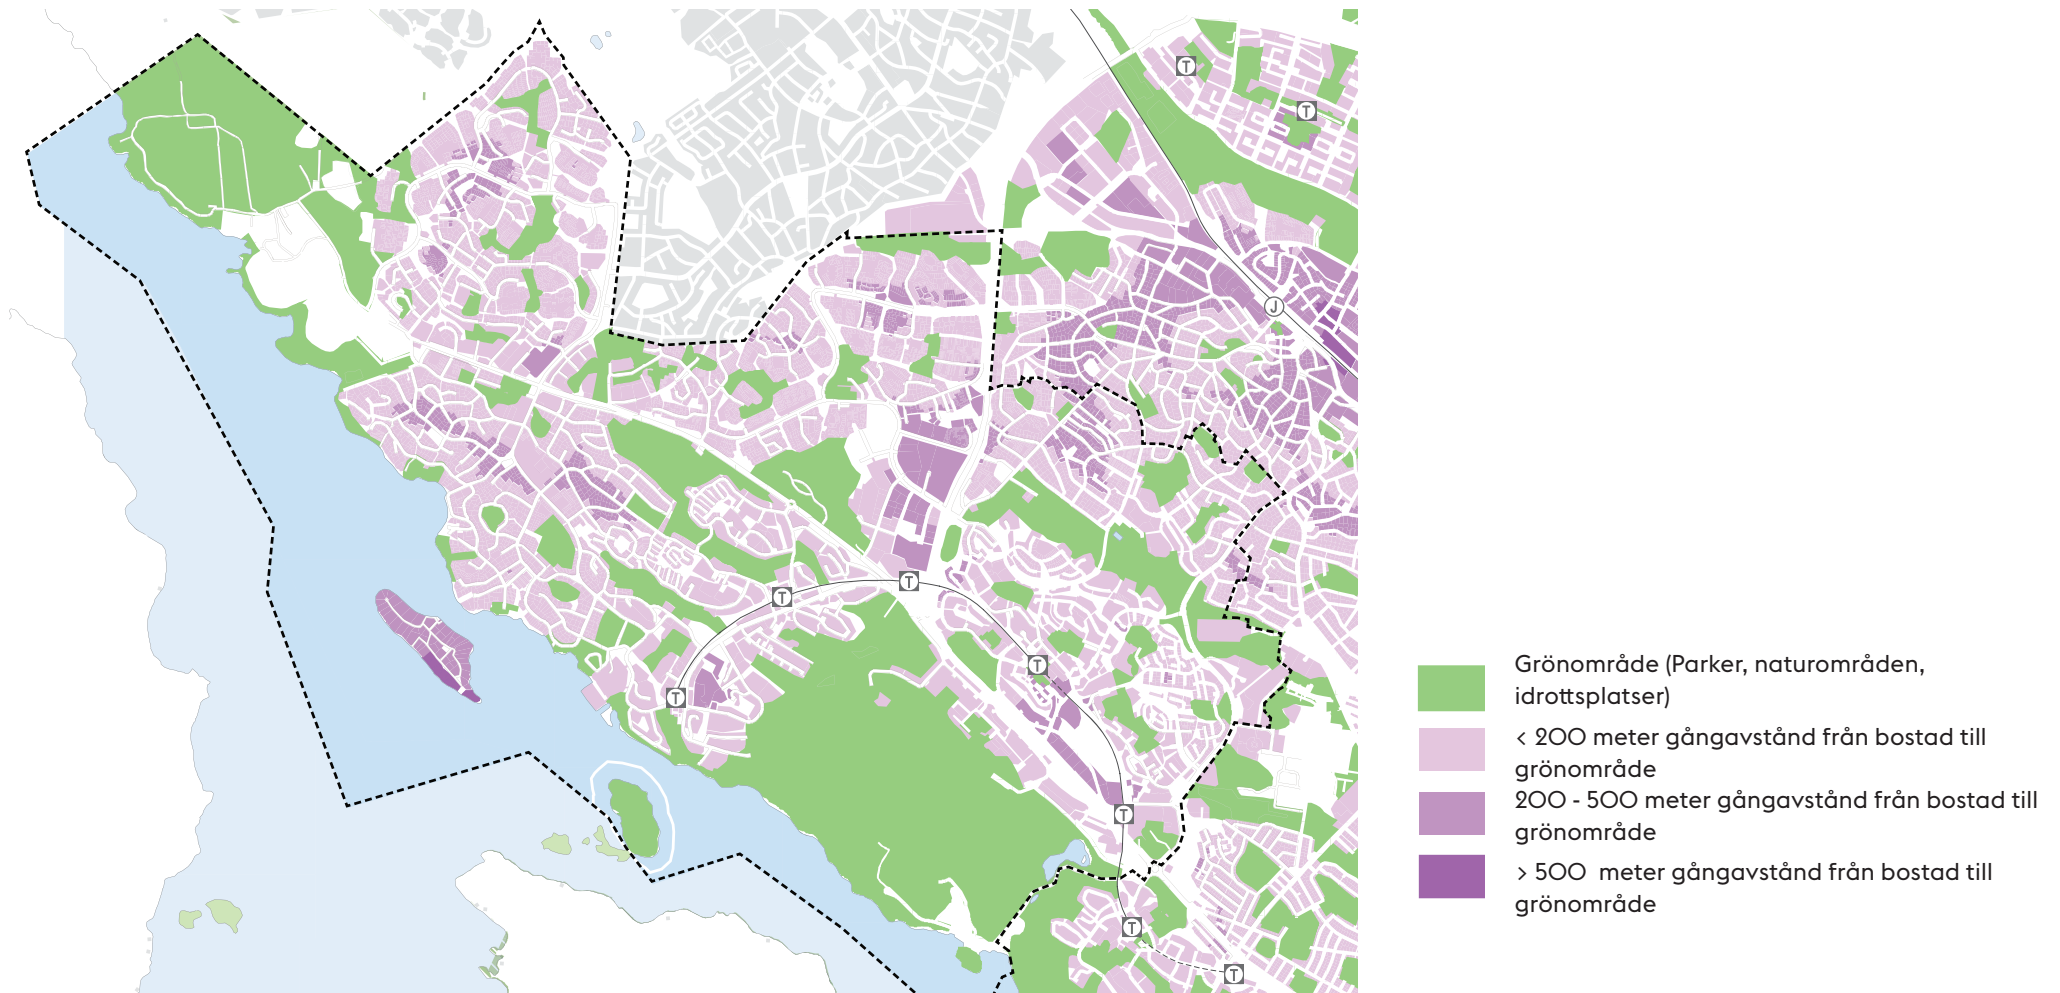 T
T
J
T
T
T
T
T
T
T
Grönområde (Parker, naturområden,
idrottsplatser)
< 200 meter gångavstånd från bostad till
grönområde
200 - 500 meter gångavstånd från bostad till
grönområde
> 500 meter gångavstånd från bostad till
grönområde